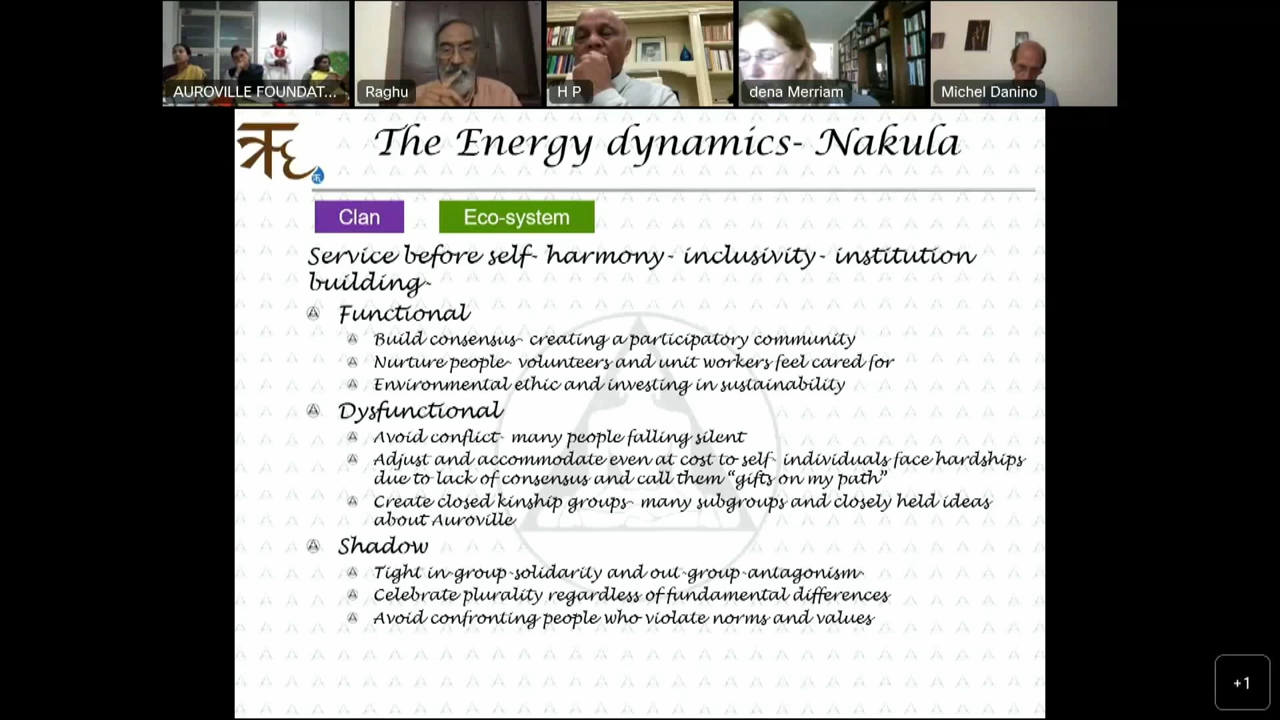 AUROVILLE FOUNDAT...
Raghu
H P
dena Merriam
Michel Danino
The Energy dynamics- Nakula
Clan
Eco-system
Service before self- harmony- inclusivity- institution
building-
Functional
Build consensus- creating a participatory community
Nurture people- volunteers and unit workers feel cared for
Environmental ethic and investing in sustainability
Dysfunctional
Avoid conflict- many people falling silent
Adjust and accommodate even at cost to self- individuals face hardships
due to lack of consensus and call them “gifts on my path”
Create closed kinship groups- many subgroups and closely held ideas
about Auroville
Shadow
Tight in-group-solidarity and out-group-antagonism-
Celebrate plurality regardless of fundamental differences
Avoid confronting people who violate norms and values
+1